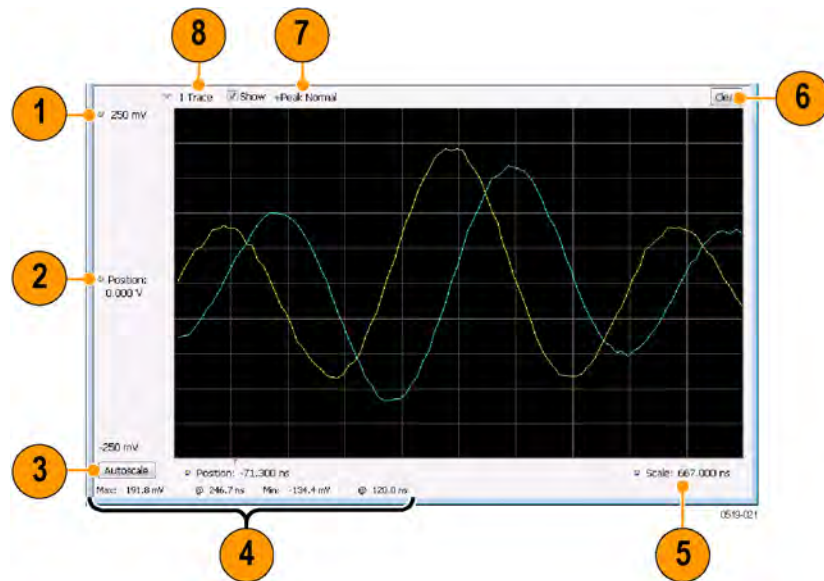 8 7
I Trace Show +Peak Normal Clear
6
1
250 mV
2
Position:
0.000 V
-250 mV
3
Autoscale
Position: -71.300 ns Scale: 667.000 ns
Max: 191.8 mV @ 246.7 ns Min: -134.4 mV @ 120.0 ns
0519-021
4 5